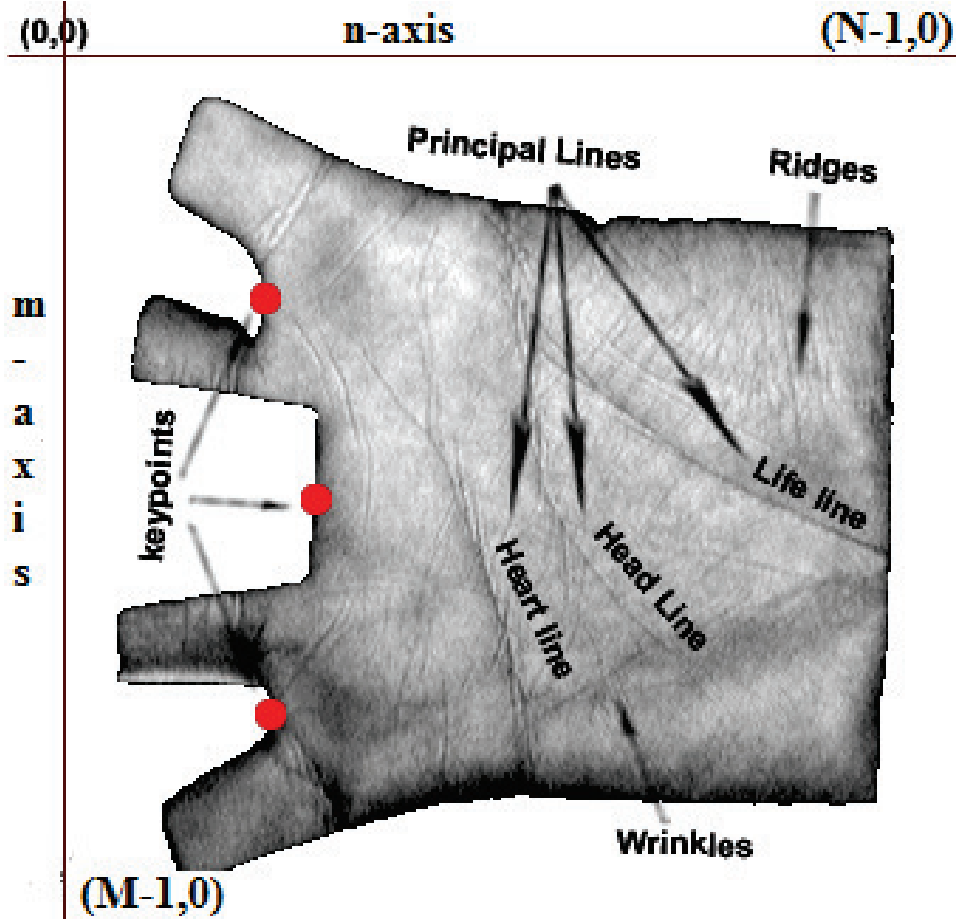 (0,0)
n-axis
(N-1,0)
Principal Lines
Ridges
m
-
a
x
i
s
keypoints
Life line
Head Line
Heart line
Wrinkles
(M-1,0)